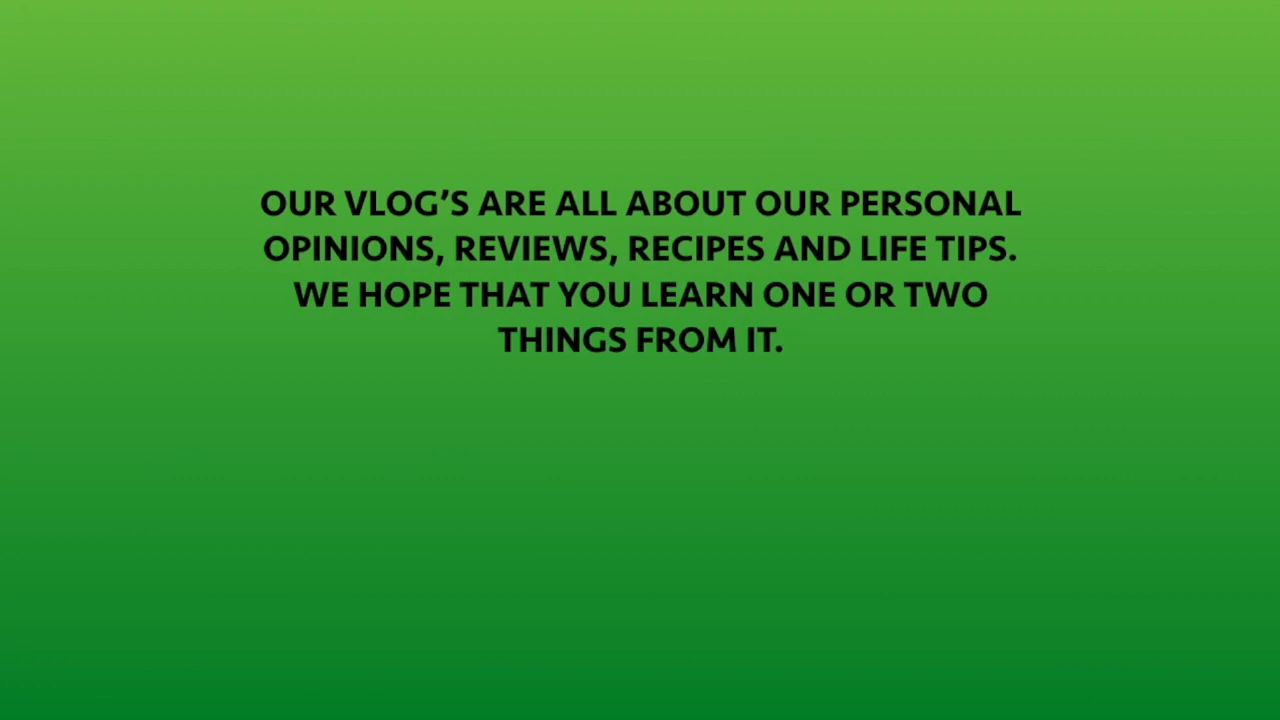 OUR VLOG’S ARE ALL ABOUT OUR PERSONAL
OPINIONS, REVIEWS, RECIPES AND LIFE TIPS.
WE HOPE THAT YOU LEARN ONE OR TWO
THINGS FROM IT.